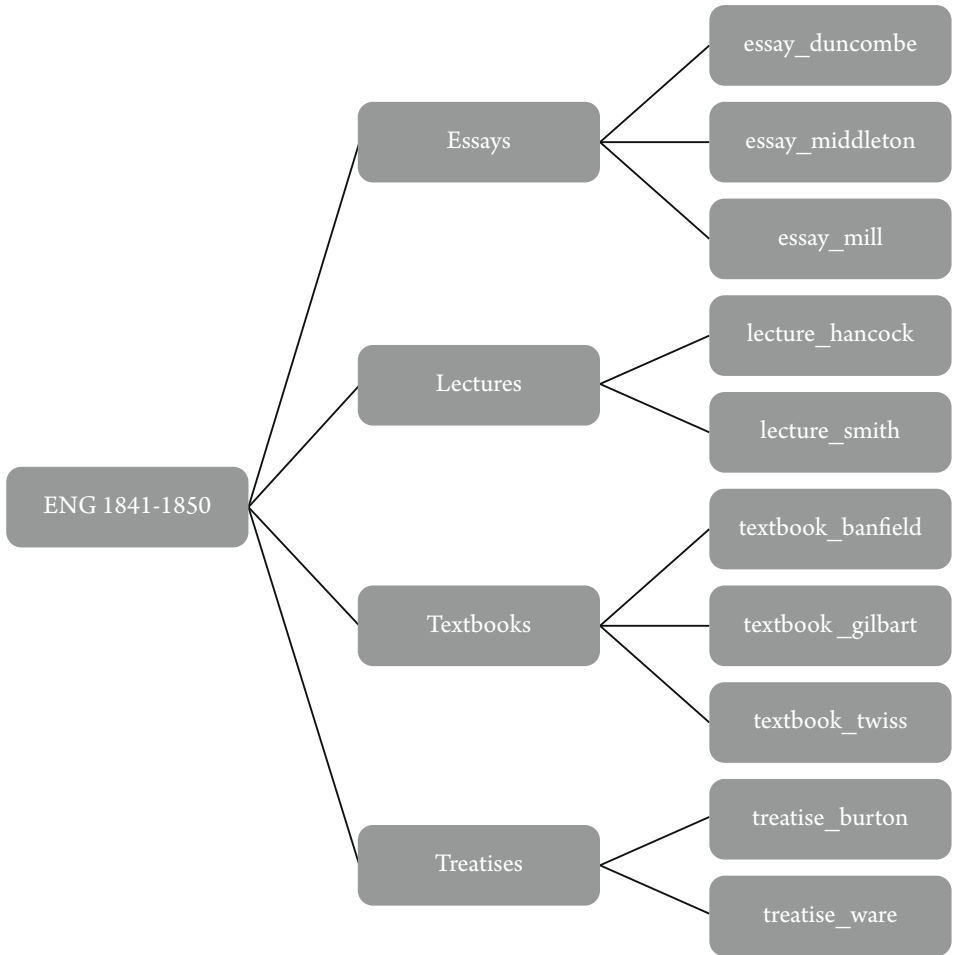 essay_duncombe
Essays
essay_middleton
essay_mill
lecture_hancock
Lectures
lecture_smith
ENG 1841-1850
textbook_banfield
Textbooks
textbook _gilbart
textbook_twiss
treatise_burton
Treatises
treatise_ware